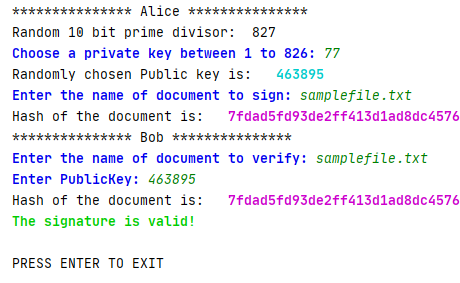 *************** Alice ***************
Random 10 bit prime divisor:  827
Choose a private key between 1 to 826: 77
Randomly chosen Public key is:   463895
Enter the name of document to sign: samplefile.txt
Hash of the document is:   7fdad5fd93de2ff413d1ad8dc4576
*************** Bob ***************
Enter the name of document to verify: samplefile.txt
Enter PublicKey: 463895
Hash of the document is:   7fdad5fd93de2ff413d1ad8dc4576
The signature is valid!
PRESS ENTER TO EXIT